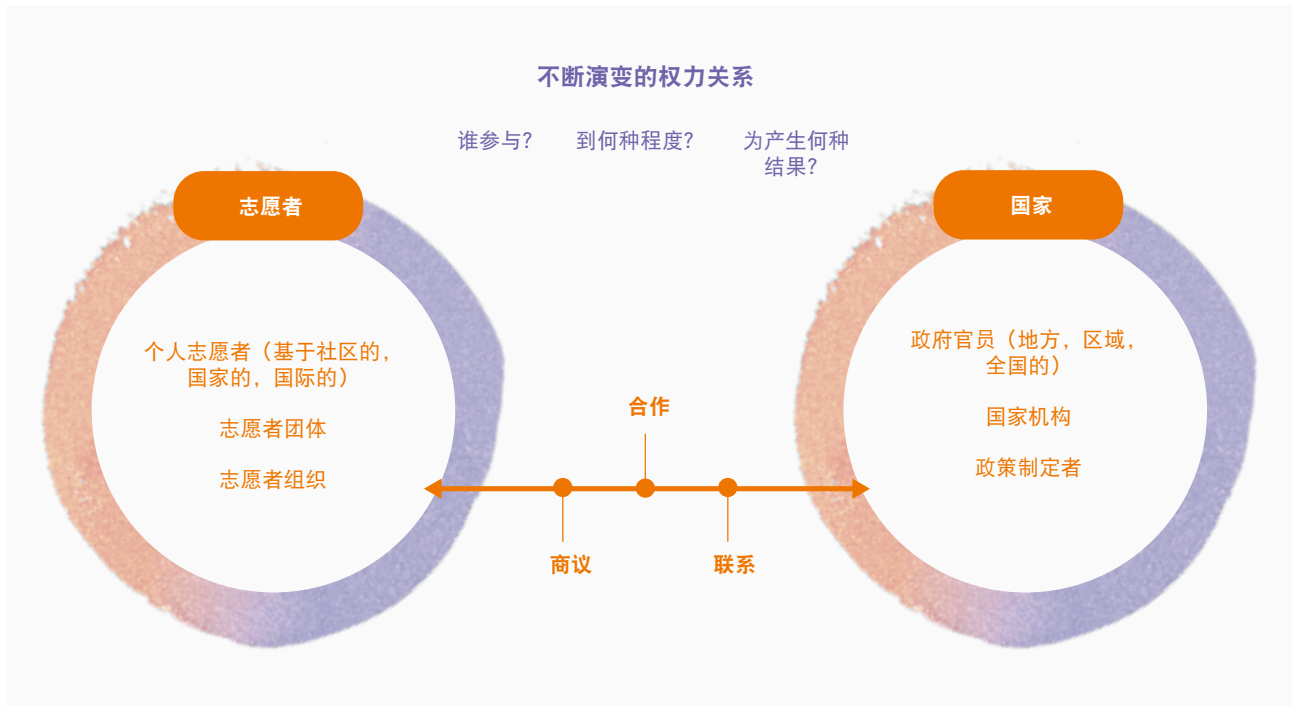 不断演变的权力关系
谁参与？
到何种程度？
为产生何种
结果？
志愿者
个人志愿者（基于社区的，
国家的，国际的）
志愿者团体
志愿者组织
合作
商议
联系
国家
政府官员（地方，区域，
全国的）
国家机构
政策制定者